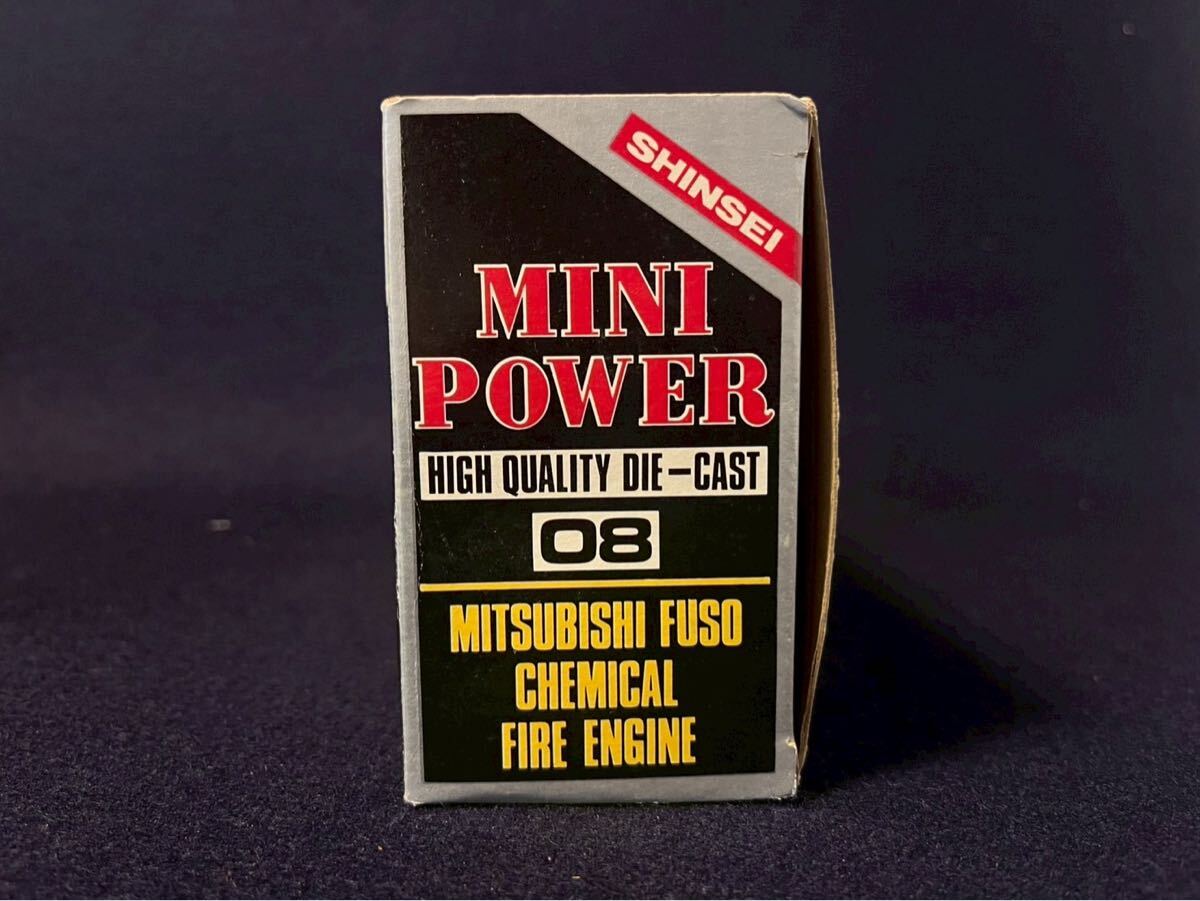 SHINSEI
MINI
POWER
HIGH QUALITY DIE-CAST
08
MITSUBISHI FUSO
CHEMICAL
FIRE ENGINE